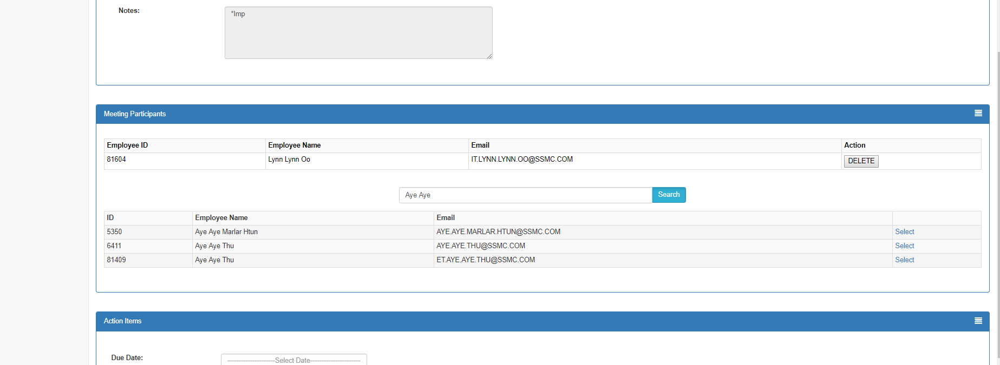 Notes:
*Imp
Meeting Participants
Employee ID Employee Name Email Action
81604 Lynn Lynn Oo IT.LYNN.LYNN.OO@SSMC.COM DELETE
Aye Aye Search
ID Employee Name Email
5350 Aye Aye Marlar Htun AYE.AYE.MARLAR.HTUN@SSMC.COM Select
6411 Aye Aye Thu AYE.AYE.THU@SSMC.COM Select
81409 Aye Aye Thu ET.AYE.AYE.THU@SSMC.COM Select
Action Items
Due Date: ---------------------Select Date----------------------